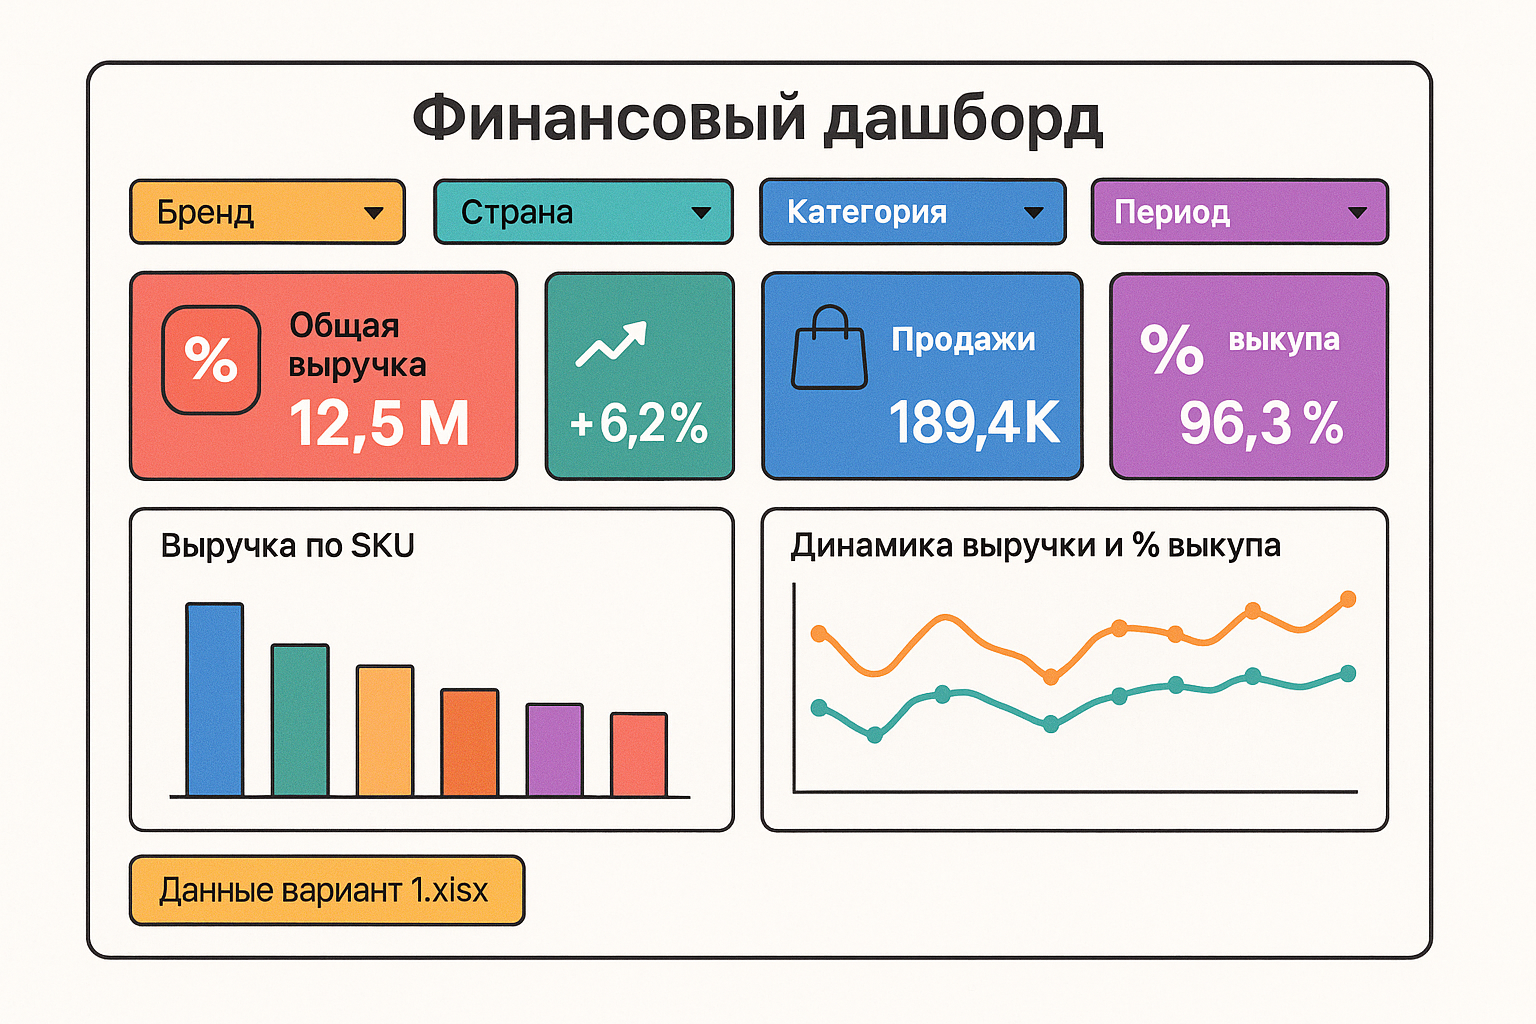 Финансовый дашборд
Бренд
Страна
Категория
Период
%
Общая
выручка
12,5 М
+6,2%
Продажи
189,4K
% выкупа
96,3 %
Выручка по SKU
Динамика выручки и % выкупа
Данные вариант 1.xisx